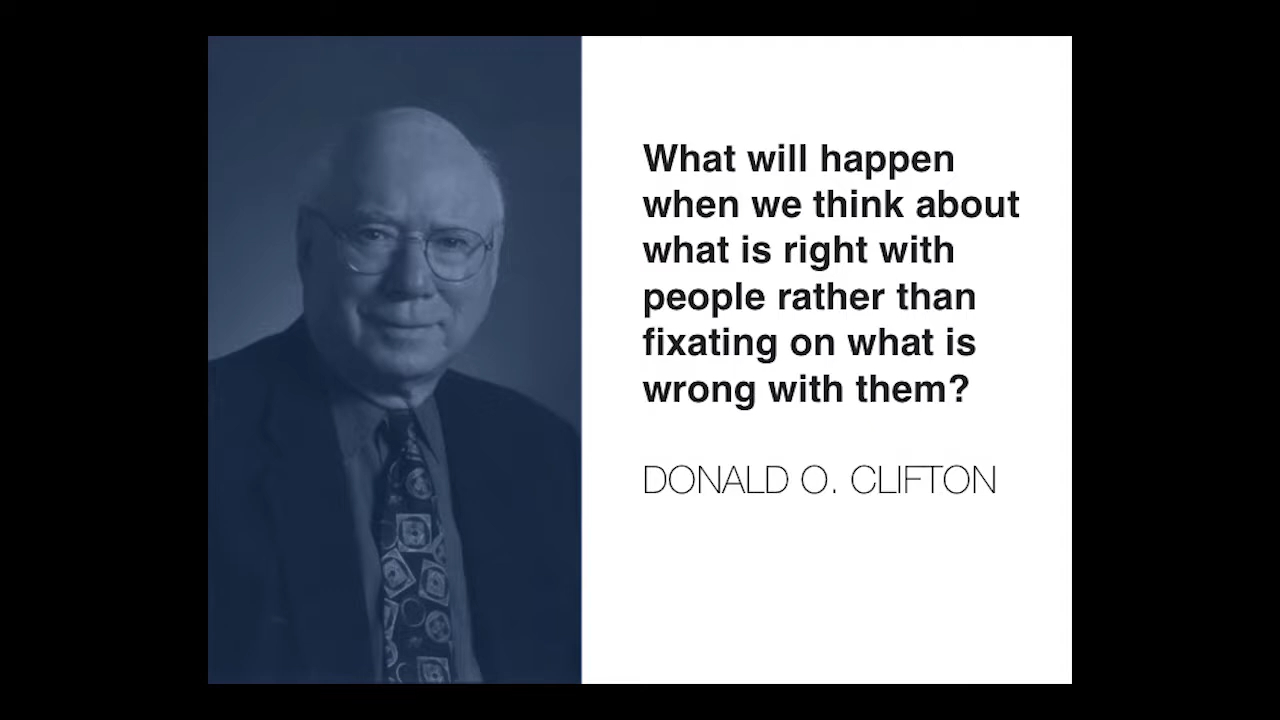 What will happen
when we think about
what is right with
people rather than
fixating on what is
wrong with them?
DONALD O. CLIFTON